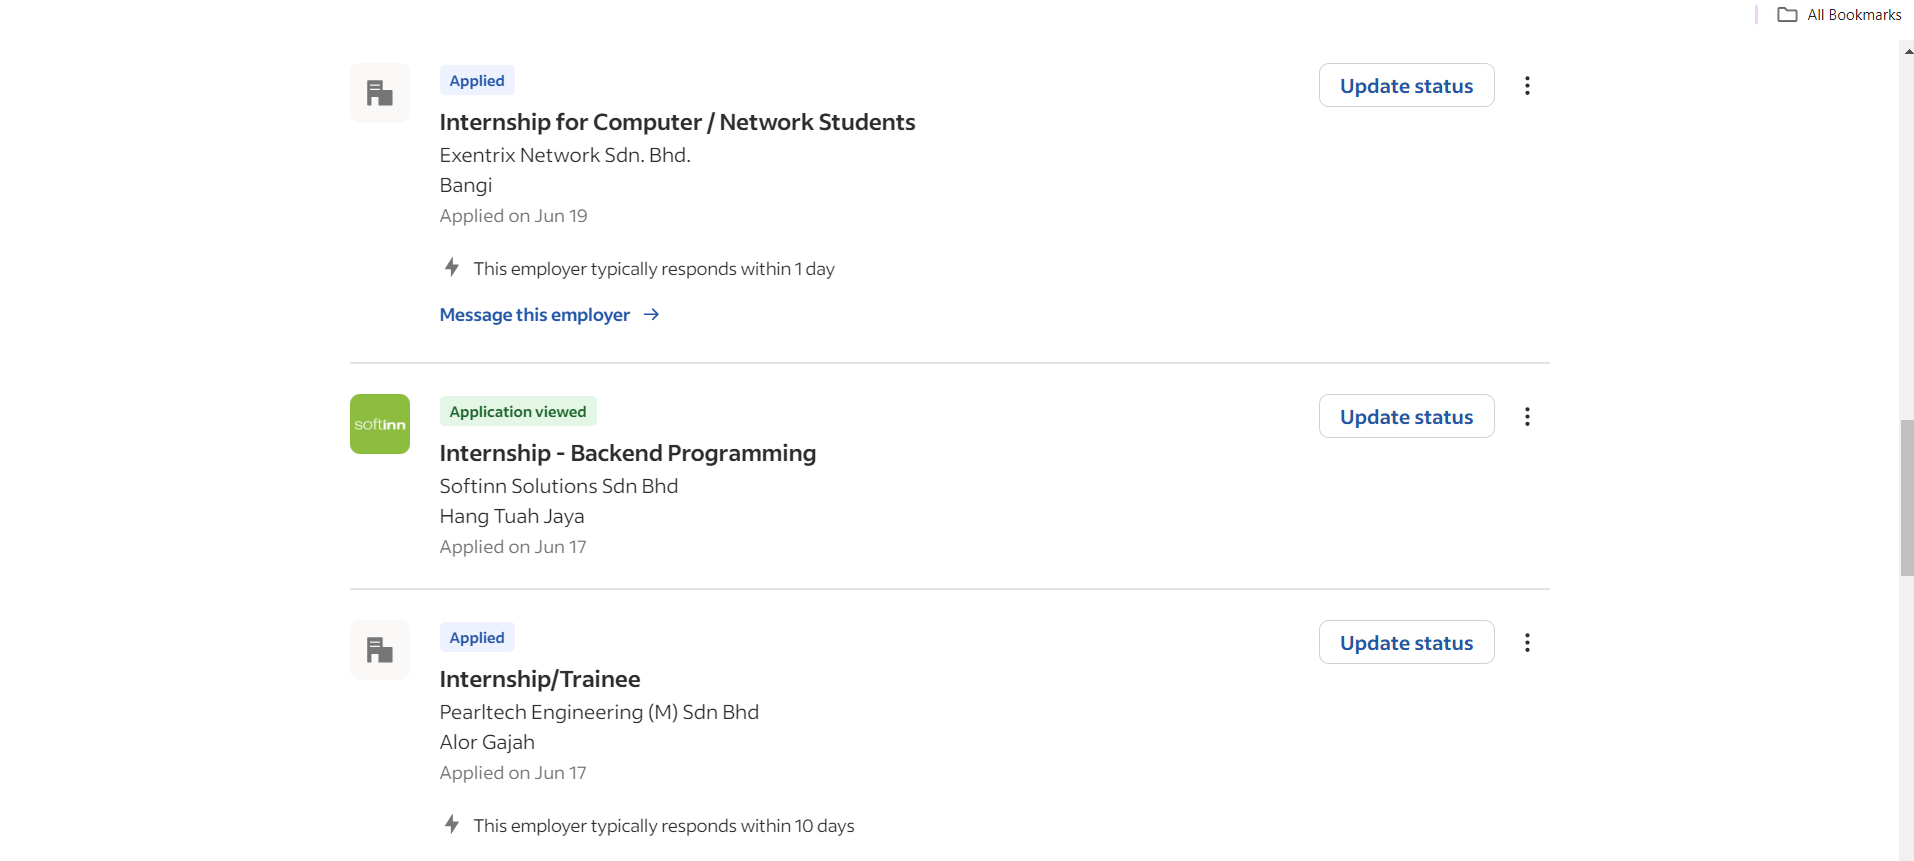 All Bookmarks
Applied
Update status
Internship for Computer / Network Students
Exentrix Network Sdn. Bhd.
Bangi
Applied on Jun 19
This employer typically responds within 1 day
Message this employer →
softinn
Application viewed
Update status
Internship - Backend Programming
Softinn Solutions Sdn Bhd
Hang Tuah Jaya
Applied on Jun 17
Applied
Update status
Internship/Trainee
Pearltech Engineering (M) Sdn Bhd
Alor Gajah
Applied on Jun 17
This employer typically responds within 10 days